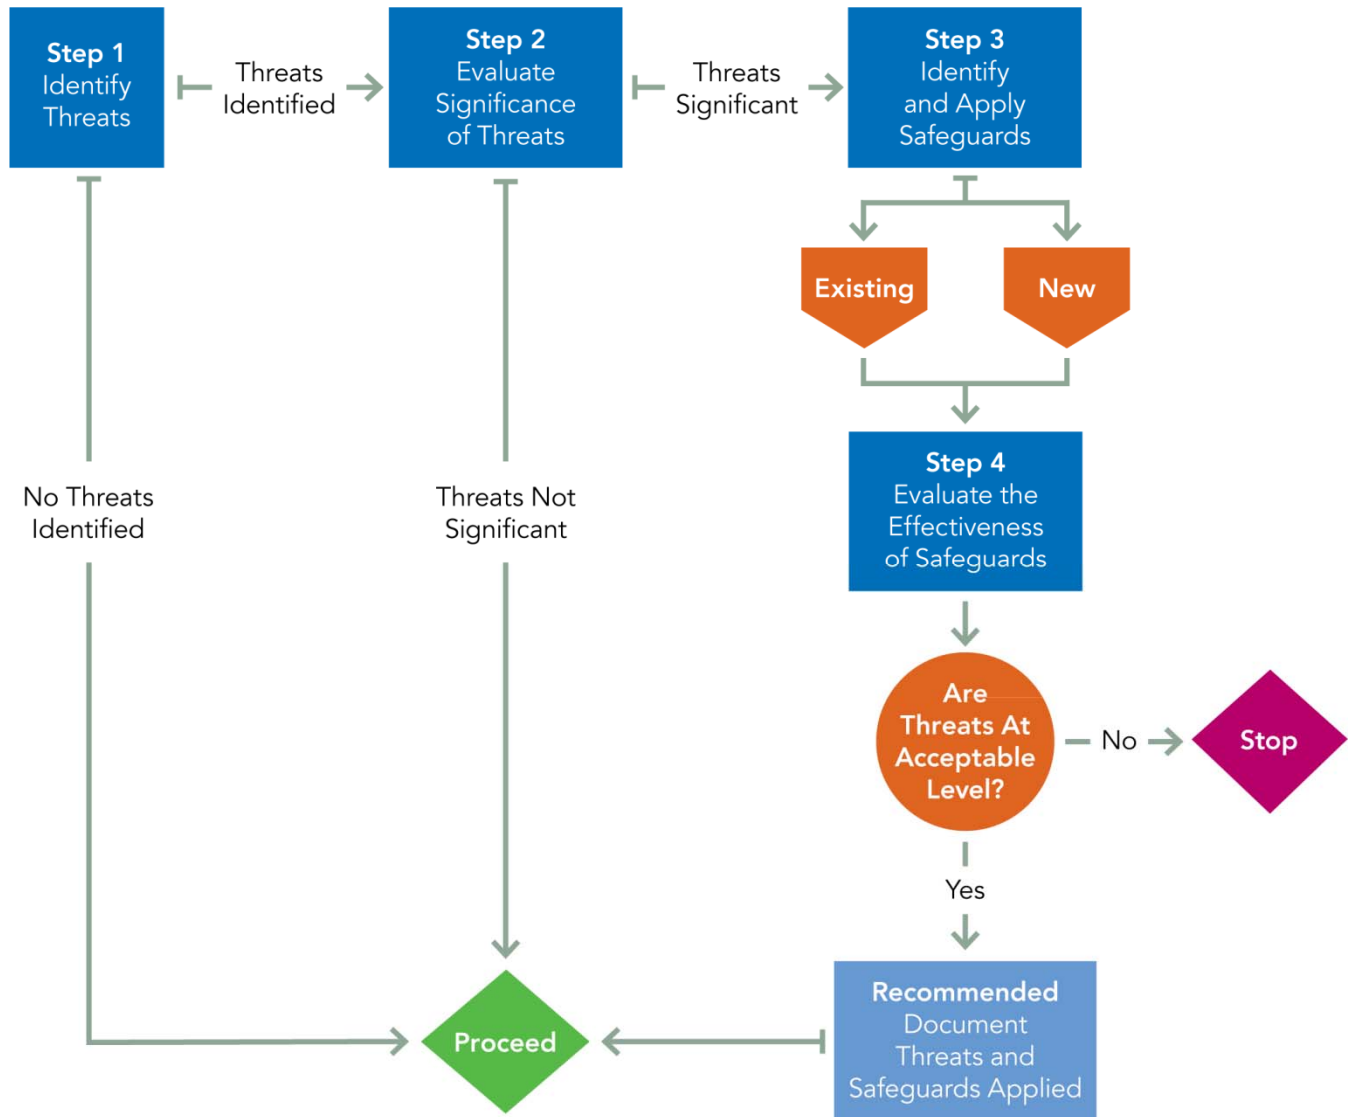 Step 1
Identify
Threats
Threats
Identified
Step 2
Evaluate
Significance
of Threats
Threats
Significant
Step 3
Identify
and Apply
Safeguards
Existing
New
Step 4
Evaluate the
Effectiveness
of Safeguards
No Threats
Identified
Threats Not
Significant
Are
Threats At
Acceptable
Level?
No
Stop
Yes
Recommended
Document
Threats and
Safeguards Applied
Proceed